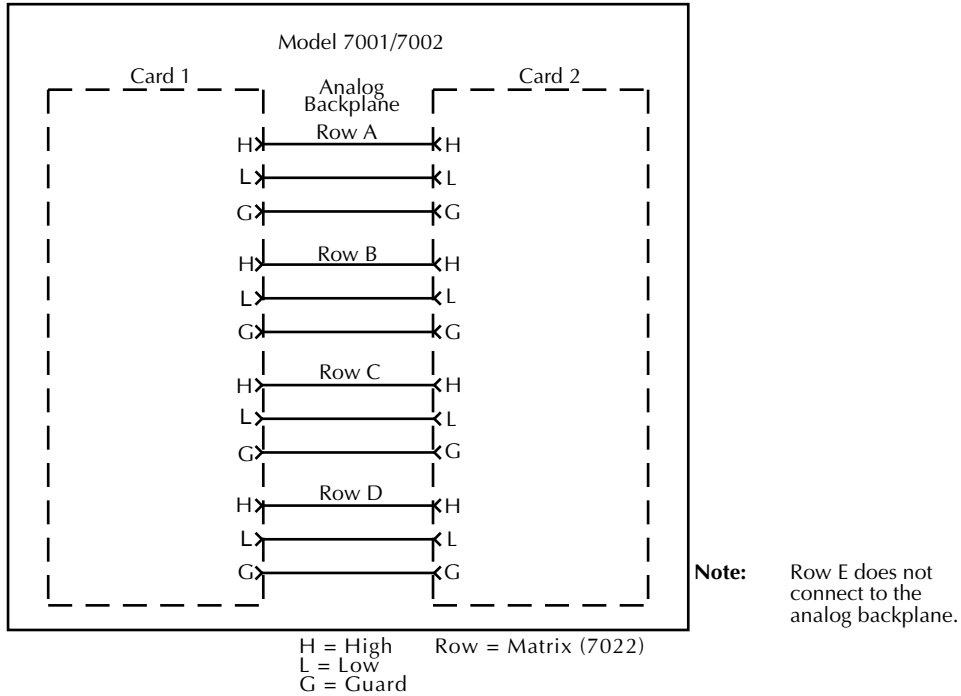 Model 7001/7002
Card 1
Card 2
Analog
Backplane
Row A
H H
L L
G G
Row B
H H
L L
G G
Row C
H H
L L
G G
Row D
H H
L L
G G
Note: Row E does not
connect to the
analog backplane.
H = High Row = Matrix (7022)
L = Low
G = Guard